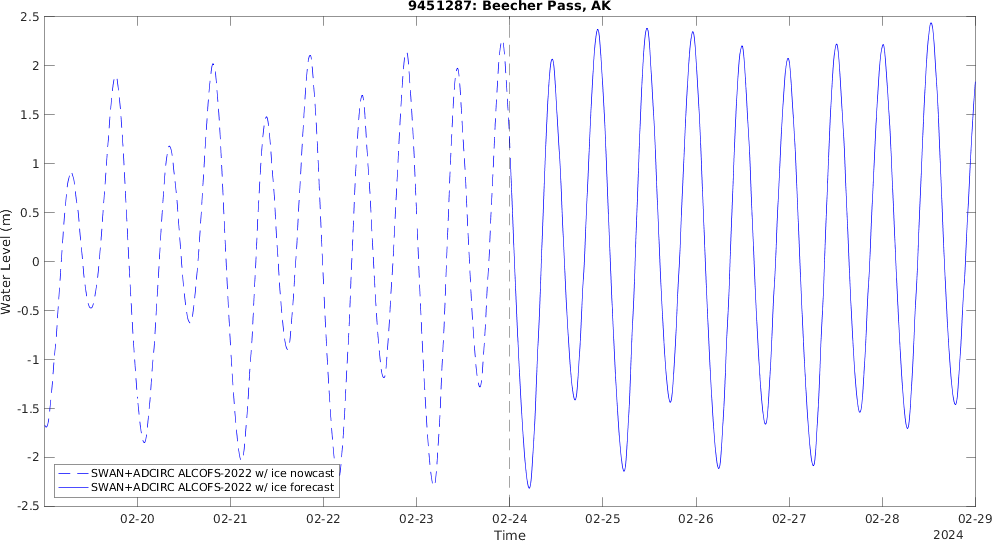 9451287: Beecher Pass, AK
2.5
2
1.5
1
0.5
0
-0.5
-1
-1.5
-2
-2.5
Water Level (m)
SWAN+ADCIRC ALCOFS-2022 w/ ice nowcast
SWAN+ADCIRC ALCOFS-2022 w/ ice forecast
02-20 02-21 02-22 02-23 02-24 02-25 02-26 02-27 02-28 02-29
Time
2024